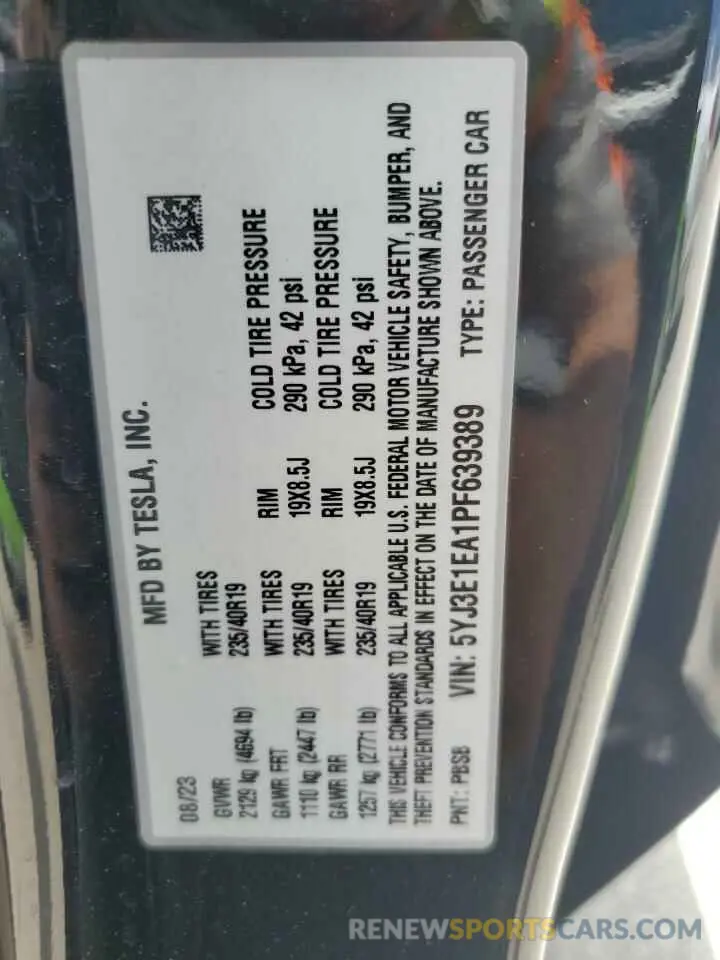 MFD BY TESLA, INC.
08/23
GVWR WITH TIRES
2129 kg (4694 lb) 235/40R19
GAWR FRT WITH TIRES RIM COLD TIRE PRESSURE
1110 kg (2447 lb) 235/40R19 19X8.5J 290 kPa, 42 psi
GAWR RR WITH TIRES RIM COLD TIRE PRESSURE
1257 kg (2771 lb) 235/40R19 19X8.5J 290 kPa, 42 psi
THIS VEHICLE CONFORMS TO ALL APPLICABLE U.S. FEDERAL MOTOR VEHICLE SAFETY, BUMPER, AND
THEFT PREVENTION STANDARDS IN EFFECT ON THE DATE OF MANUFACTURE SHOWN ABOVE.
PNT: PBSB VIN: 5YJ3E1EA1PF639389 TYPE: PASSENGER CAR
RENEWSPORTSCARS.COM